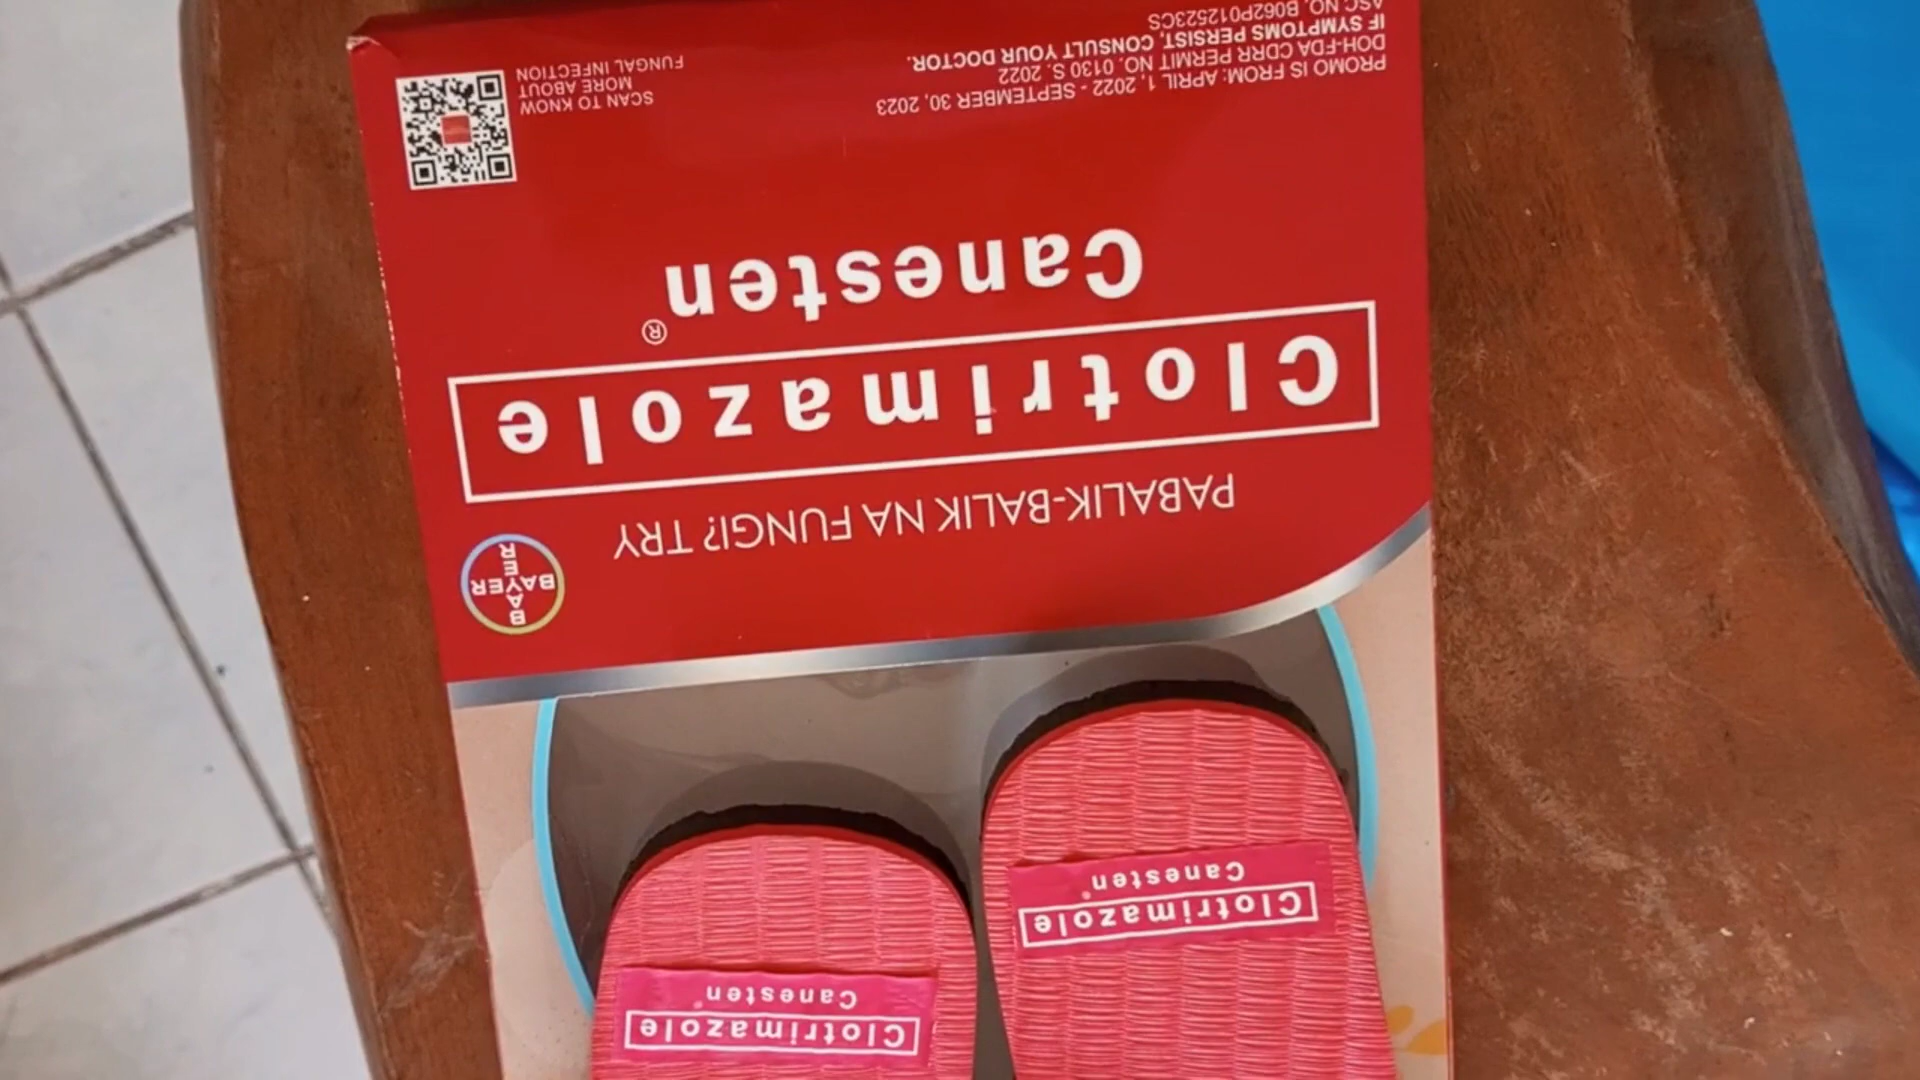 BAYER
BAYER
PABALIK-BALIK NA FUNGI? TRY
Clotrimazole
®
Canesten
PROMO IS FROM: APRIL 1, 2022 - SEPTEMBER 30, 2023
DOH-FDA CDRR PERMIT NO. 0130 S. 2022
IF SYMPTOMS PERSIST, CONSULT YOUR DOCTOR.
ASC NO. B062P012523CS
SCAN TO KNOW
MORE ABOUT
FUNGAL INFECTION
Clotrimazole
Canesten
Clotrimazole
Canesten